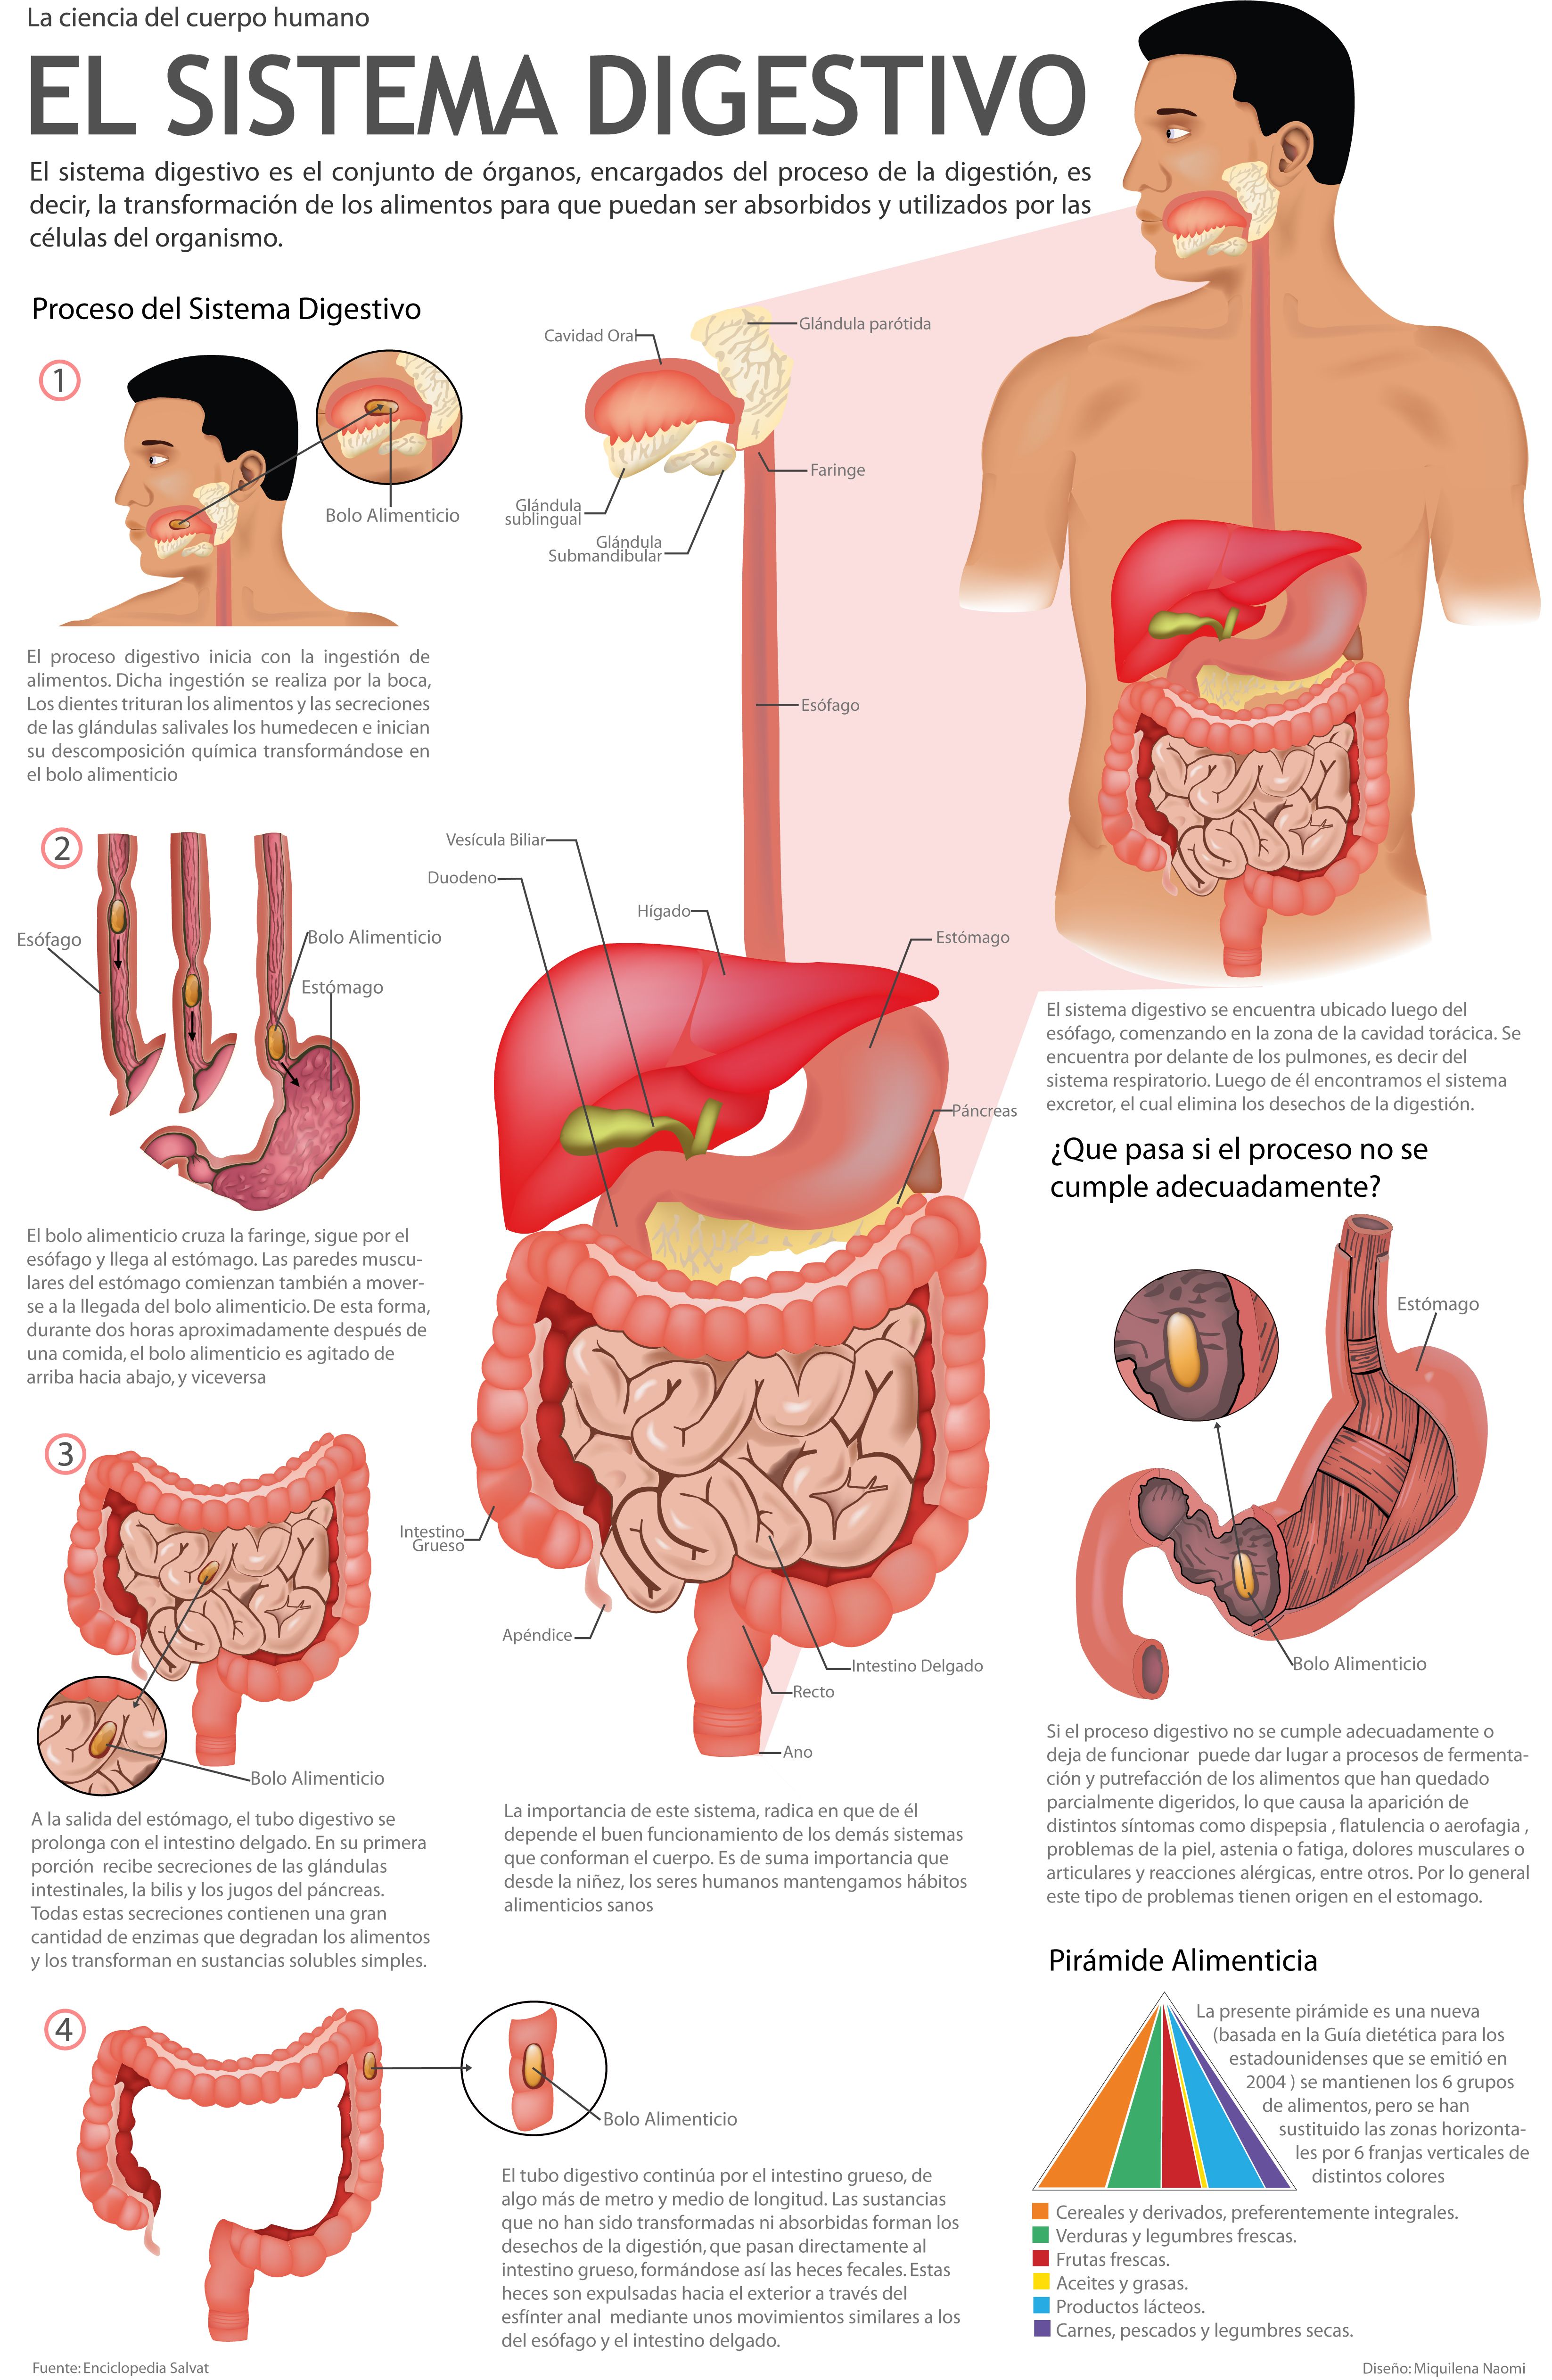 La ciencia del cuerpo humano
EL SISTEMA DIGESTIVO
El sistema digestivo es el conjunto de órganos, encargados del proceso de la digestión, es
decir, la transformación de los alimentos para que puedan ser absorbidos y utilizados por las
células del organismo.
Proceso del Sistema Digestivo
1
Bolo Alimenticio
El proceso digestivo inicia con la ingestión de
alimentos. Dicha ingestión se realiza por la boca,
Los dientes trituran los alimentos y las secreciones
de las glándulas salivales los humedecen e inician
su descomposición química transformándose en
el bolo alimenticio
2
Esófago
Bolo Alimenticio
Estómago
El bolo alimenticio cruza la faringe, sigue por el
esófago y llega al estómago. Las paredes muscu-
lares del estómago comienzan también a mover-
se a la llegada del bolo alimenticio. De esta forma,
durante dos horas aproximadamente después de
una comida, el bolo alimenticio es agitado de
arriba hacia abajo, y viceversa
3
Bolo Alimenticio
A la salida del estómago, el tubo digestivo se
prolonga con el intestino delgado. En su primera
porción recibe secreciones de las glándulas
intestinales, la bilis y los jugos del páncreas.
Todas estas secreciones contienen una gran
cantidad de enzimas que degradan los alimentos
y los transforman en sustancias solubles simples.
4
Bolo Alimenticio
El tubo digestivo continúa por el intestino grueso, de
algo más de metro y medio de longitud. Las sustancias
que no han sido transformadas ni absorbidas forman los
desechos de la digestión, que pasan directamente al
intestino grueso, formándose así las heces fecales. Estas
heces son expulsadas hacia el exterior a través del
esfínter anal mediante unos movimientos similares a los
del esófago y el intestino delgado.
Cavidad Oral
Glándula parótida
Faringe
Glándula
sublingual
Glándula
Submandibular
Esófago
Vesícula Biliar
Duodeno
Hígado
Estómago
Páncreas
Intestino
Grueso
Apéndice
Intestino Delgado
Recto
Ano
La importancia de este sistema, radica en que de él
depende el buen funcionamiento de los demás sistemas
que conforman el cuerpo. Es de suma importancia que
desde la niñez, los seres humanos mantengamos hábitos
alimenticios sanos
El sistema digestivo se encuentra ubicado luego del
esófago, comenzando en la zona de la cavidad torácica. Se
encuentra por delante de los pulmones, es decir del
sistema respiratorio. Luego de él encontramos el sistema
excretor, el cual elimina los desechos de la digestión.
¿Que pasa si el proceso no se
cumple adecuadamente?
Estómago
Bolo Alimenticio
Si el proceso digestivo no se cumple adecuadamente o
deja de funcionar puede dar lugar a procesos de fermenta-
ción y putrefacción de los alimentos que han quedado
parcialmente digeridos, lo que causa la aparición de
distintos síntomas como dispepsia , flatulencia o aerofagia ,
problemas de la piel, astenia o fatiga, dolores musculares o
articulares y reacciones alérgicas, entre otros. Por lo general
este tipo de problemas tienen origen en el estomago.
Pirámide Alimenticia
La presente pirámide es una nueva
(basada en la Guía dietética para los
estadounidenses que se emitió en
2004 ) se mantienen los 6 grupos
de alimentos, pero se han
sustituido las zonas horizonta-
les por 6 franjas verticales de
distintos colores
Cereales y derivados, preferentemente integrales.
Verduras y legumbres frescas.
Frutas frescas.
Aceites y grasas.
Productos lácteos.
Carnes, pescados y legumbres secas.
Fuente: Enciclopedia Salvat
Diseño: Miquilena Naomi